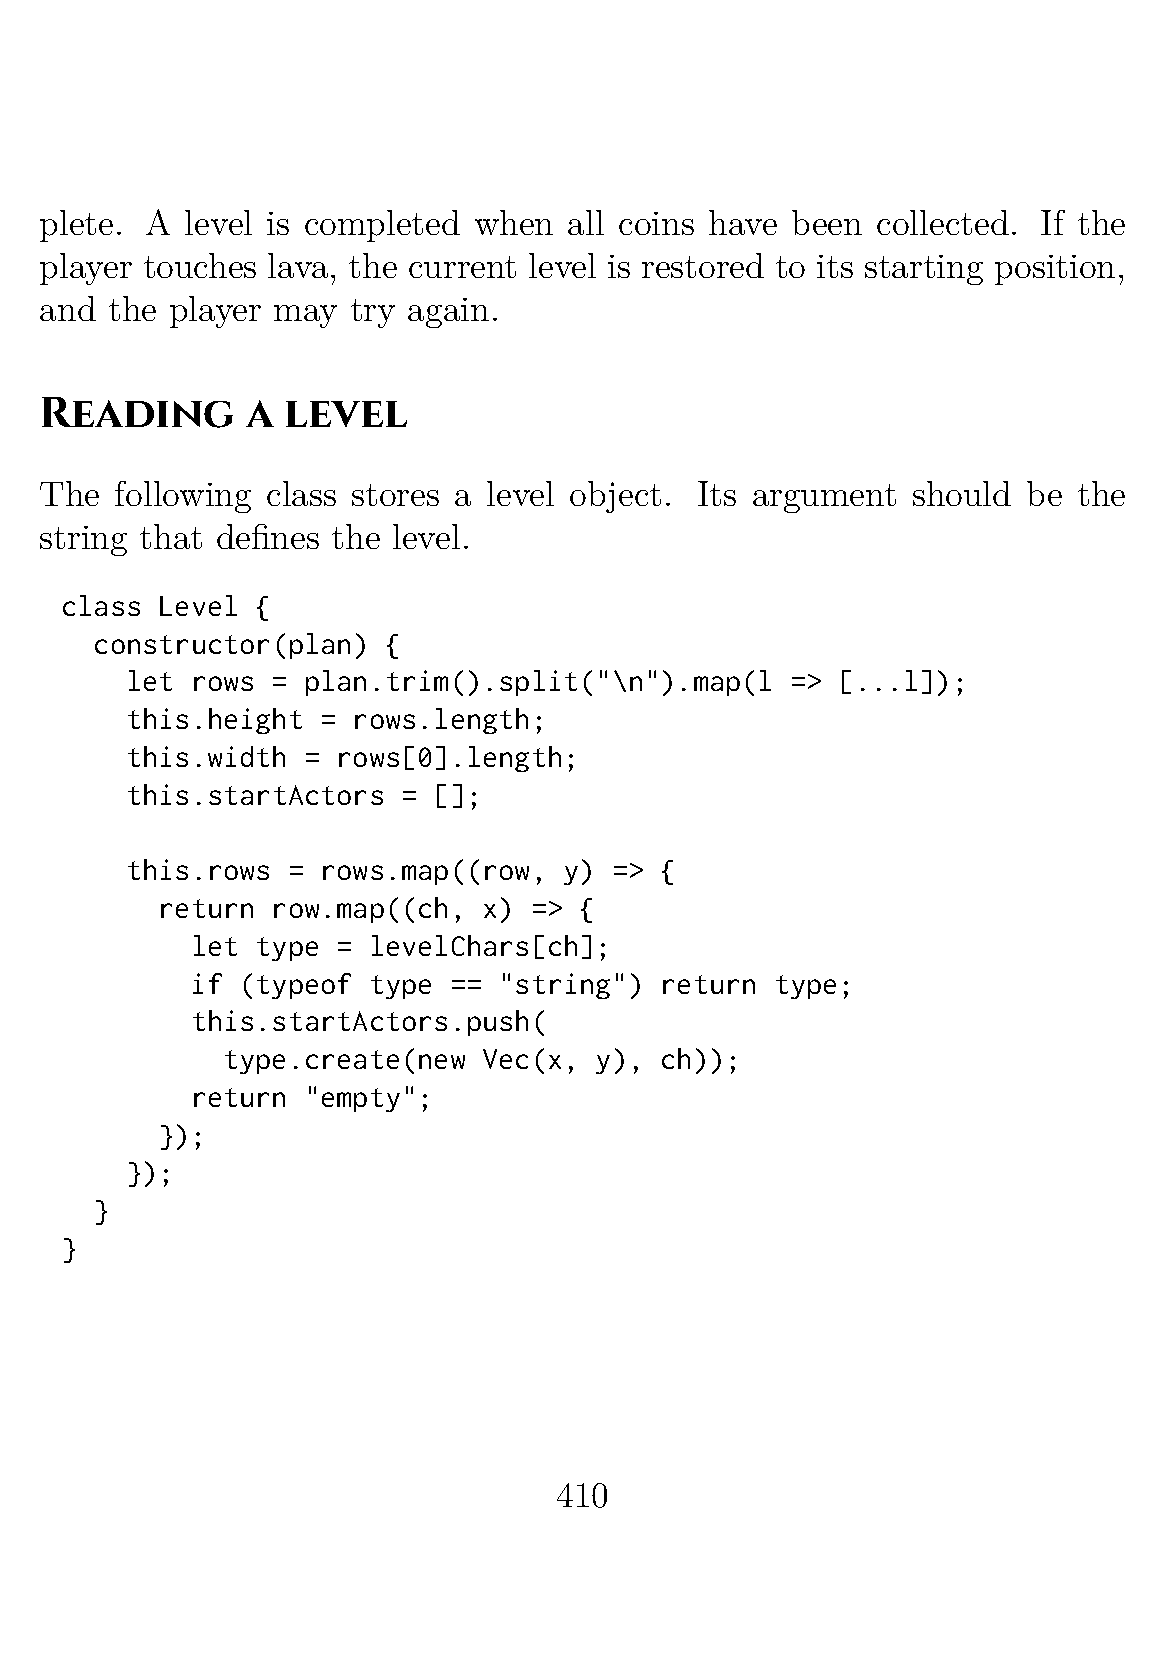 plete. A level is completed when all coins have been collected. If the
player touches lava, the current level is restored to its starting position,
and the player may try again.
Reading a level
The following class stores a level object. Its argument should be the
string that defines the level.
class Level {
  constructor(plan) {
    let rows = plan.trim().split("\n").map(l => [...l]);
    this.height = rows.length;
    this.width = rows[0].length;
    this.startActors = [];

    this.rows = rows.map((row, y) => {
      return row.map((ch, x) => {
        let type = levelChars[ch];
        if (typeof type == "string") return type;
        this.startActors.push(
          type.create(new Vec(x, y), ch));
        return "empty";
      });
    });
  }
}
410